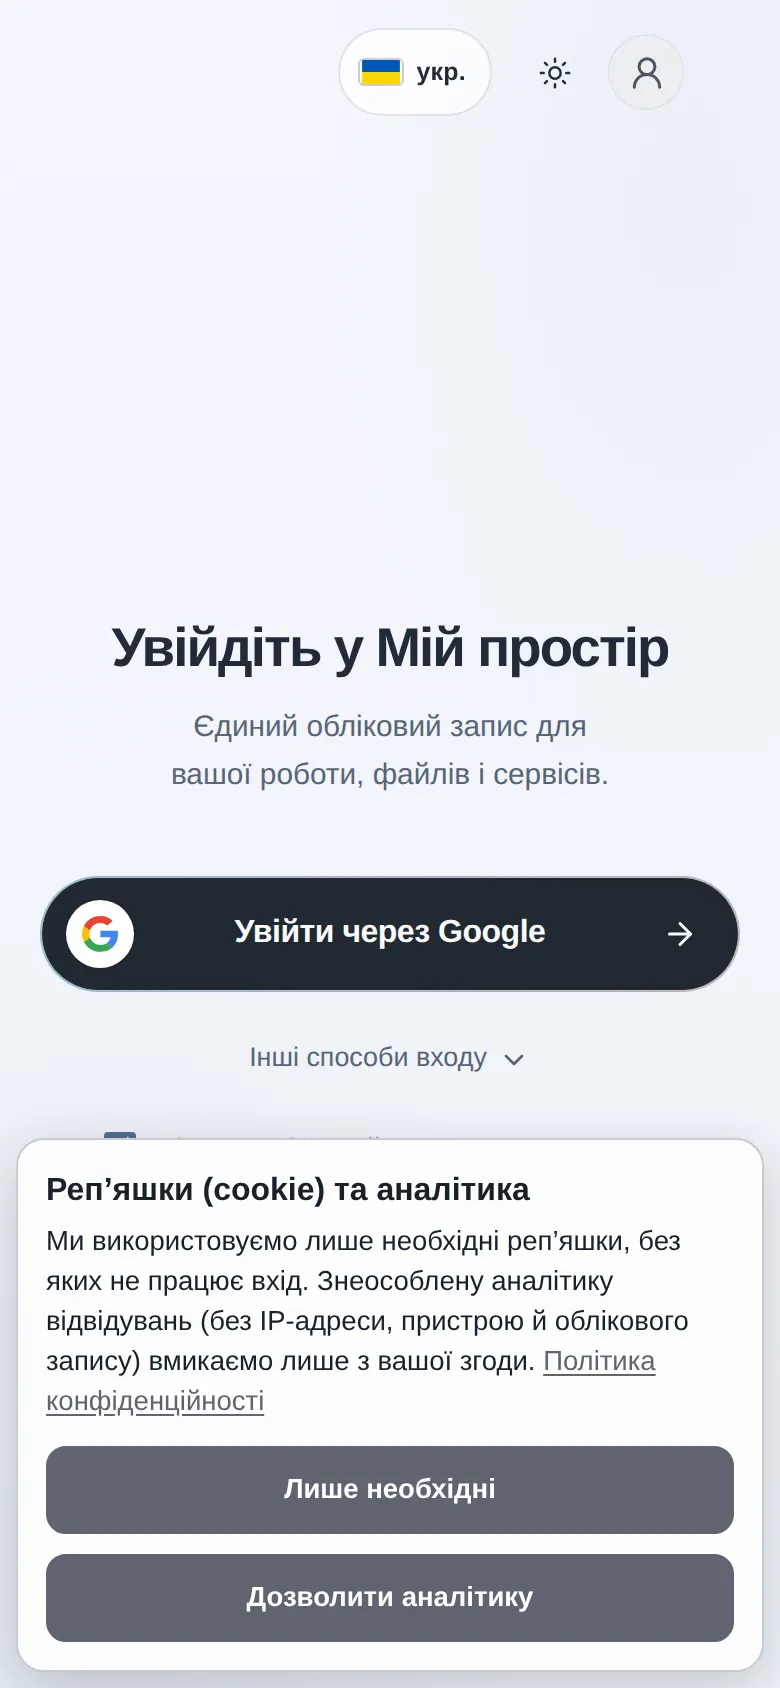 укр.
Увійдіть у Мій простір
Єдиний обліковий запис для
вашої роботи, файлів і сервісів.
Увійти через Google
Інші способи входу
Реп’яшки (cookie) та аналітика
Ми використовуємо лише необхідні реп’яшки, без
яких не працює вхід. Знеособлену аналітику
відвідувань (без IP-адреси, пристрою й облікового
запису) вмикаємо лише з вашої згоди. Політика
конфіденційності
Лише необхідні
Дозволити аналітику